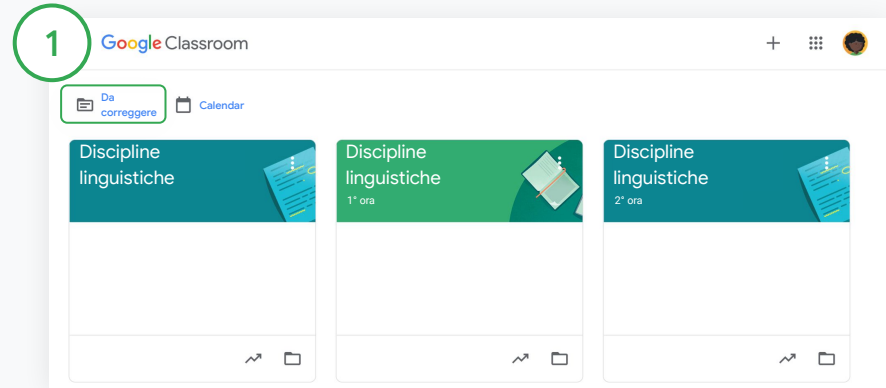 1
Google Classroom
Da
correggere
Calendar
Discipline
linguistiche
Discipline
linguistiche
1° ora
Discipline
linguistiche
2° ora